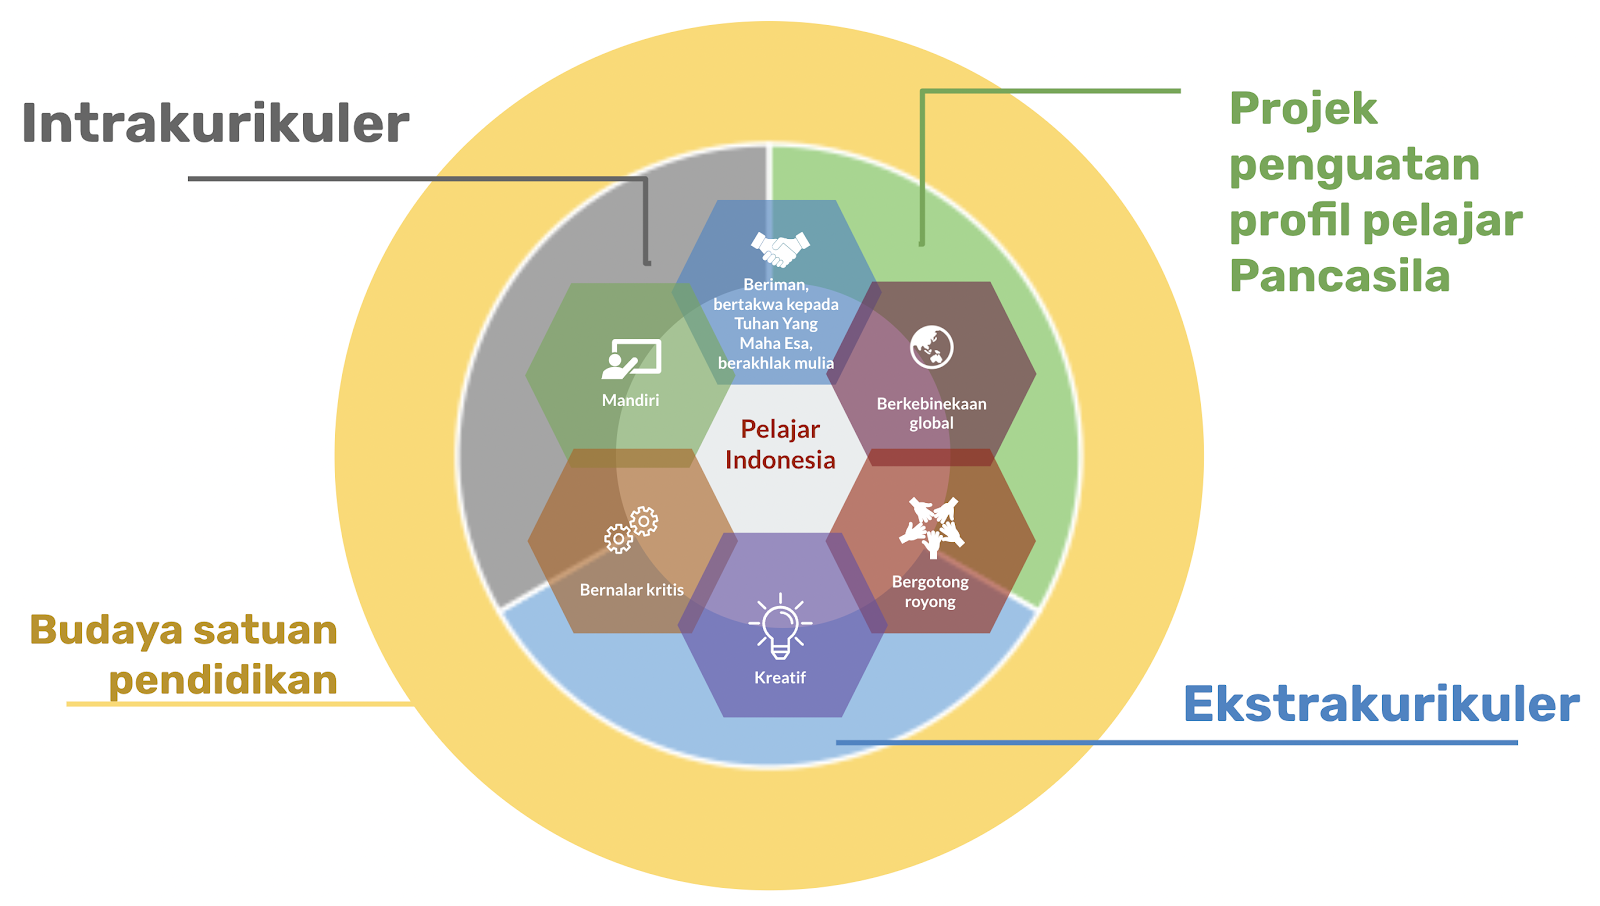 Intrakurikuler
Projek
penguatan
profil pelajar
Pancasila
Beriman,
bertakwa kepada
Tuhan Yang
Maha Esa,
berakhlak mulia
Mandiri
Berkebinekaan
global
Pelajar
Indonesia
Bernalar kritis
Bergotong
royong
Kreatif
Budaya satuan
pendidikan
Ekstrakurikuler